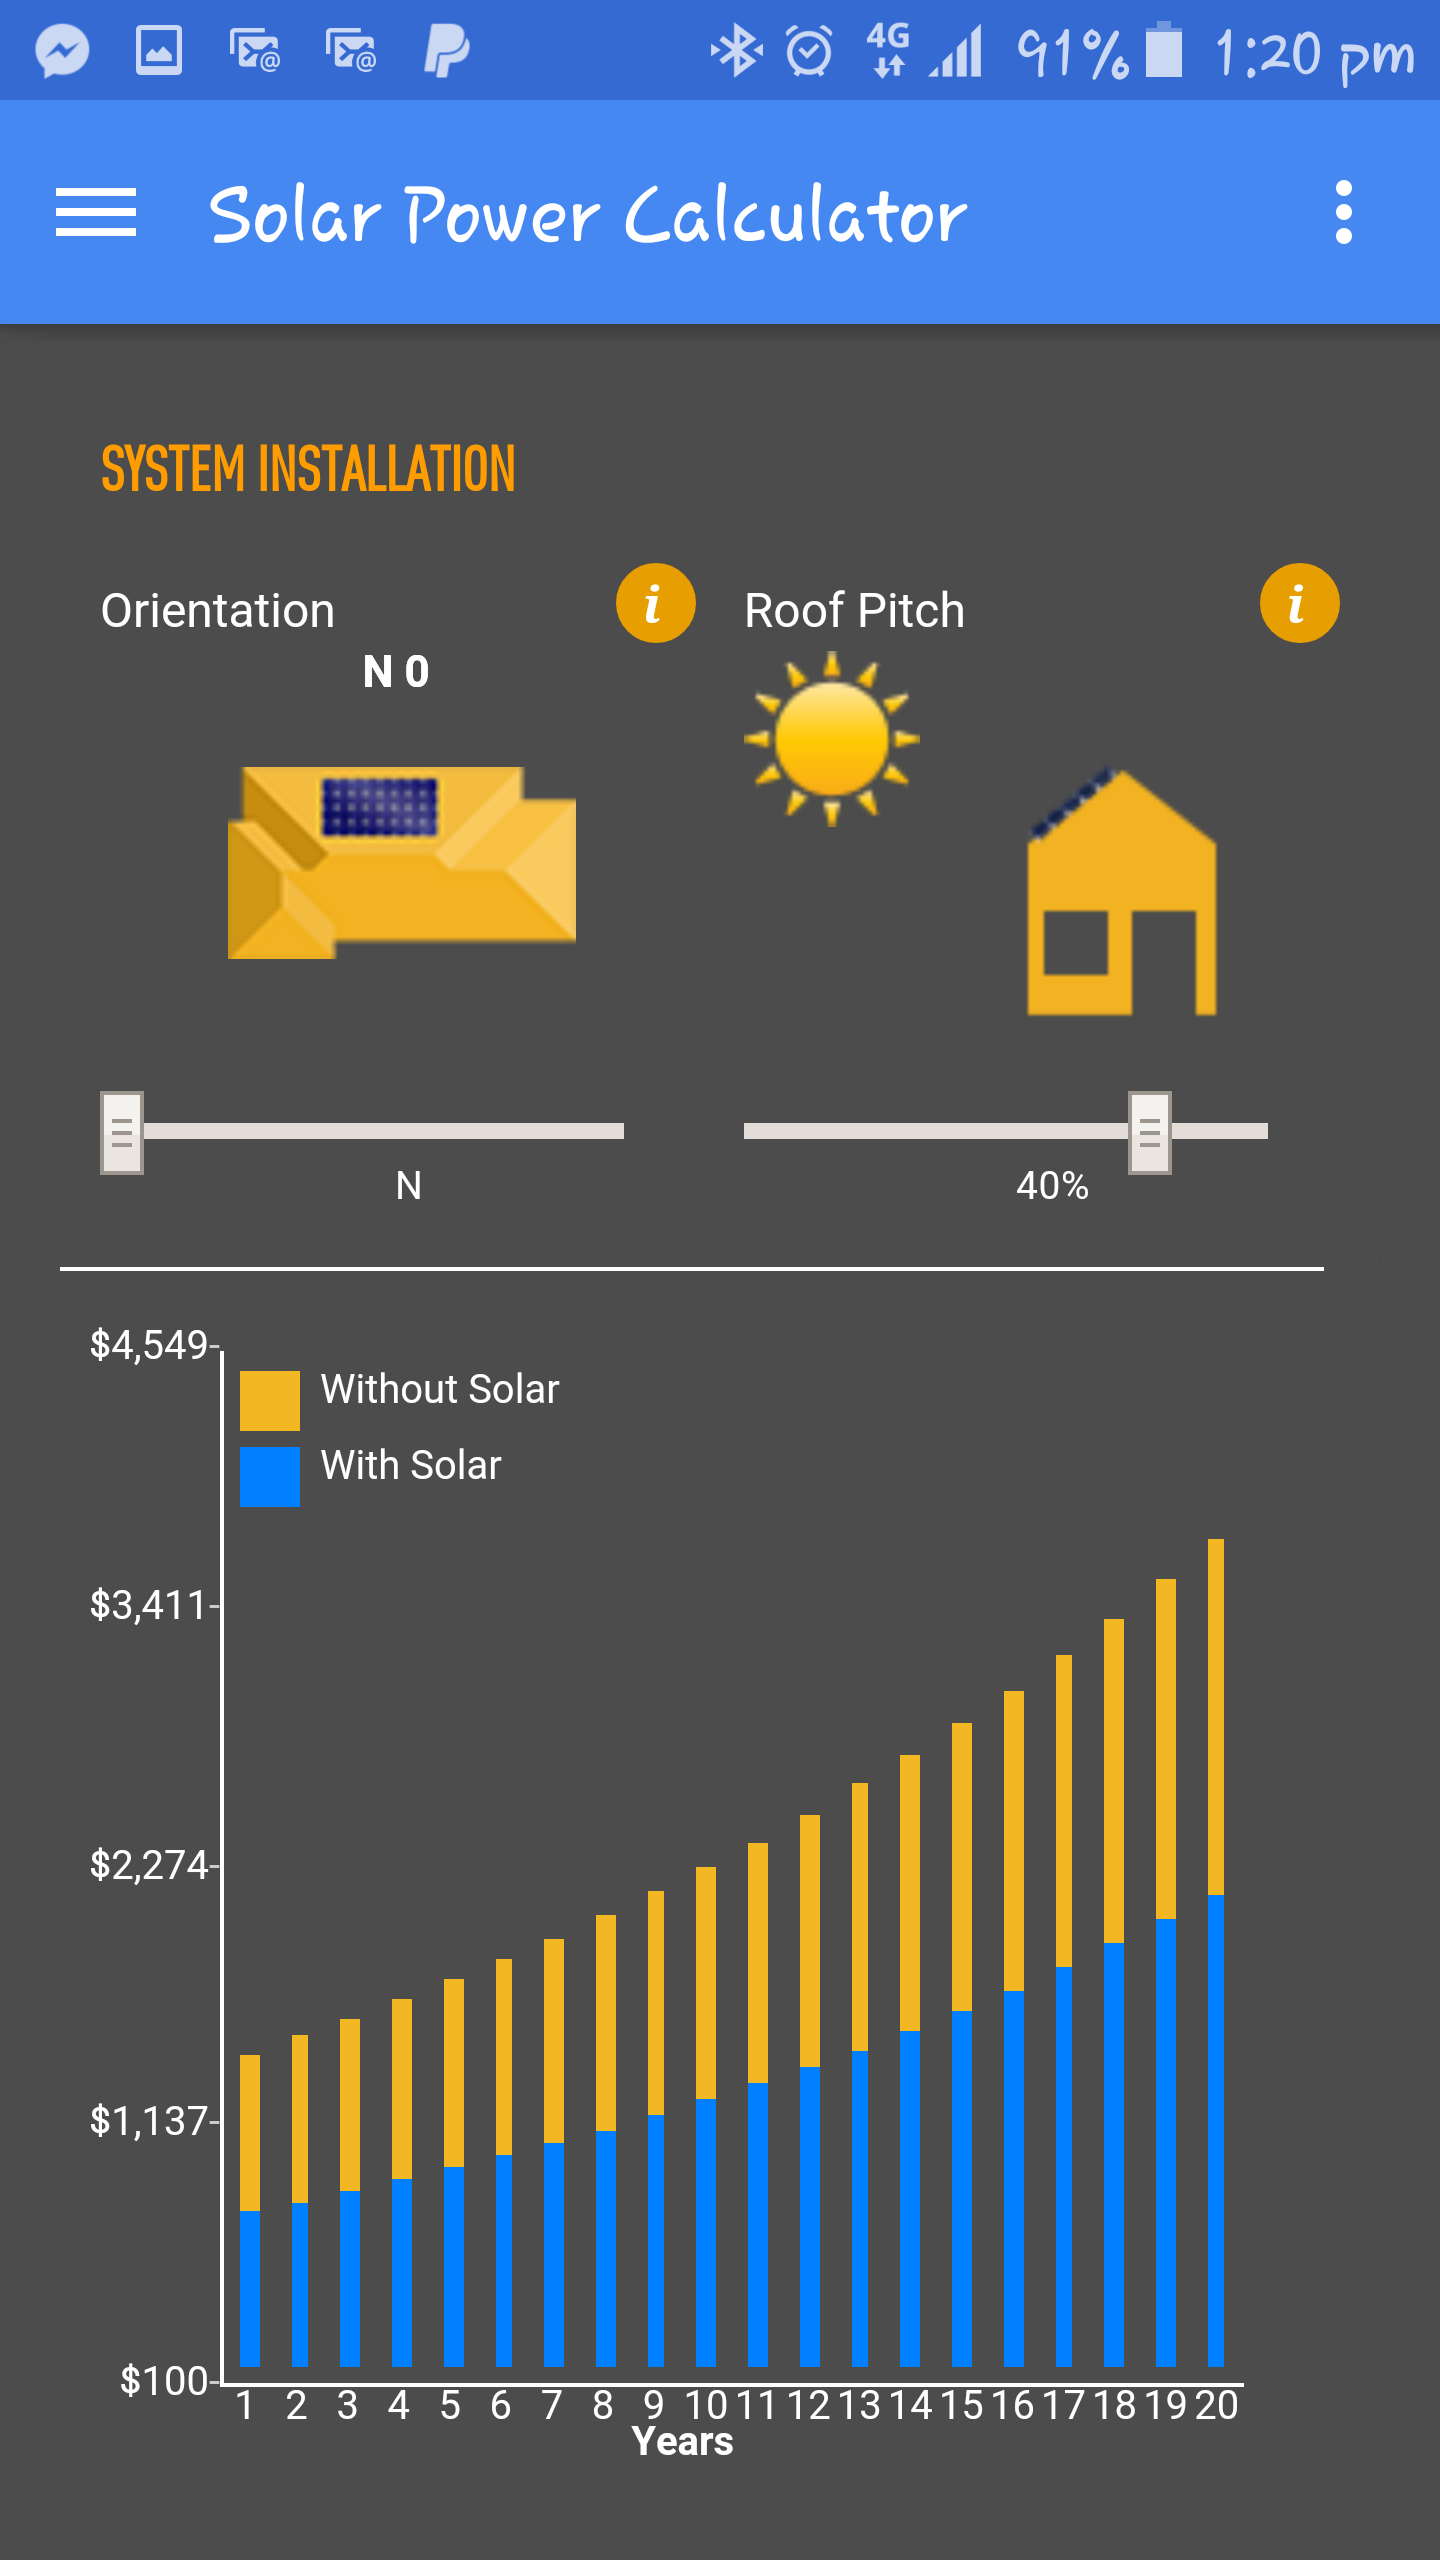 4G 91% 1:20 pm
Solar Power Calculator
SYSTEM INSTALLATION
Orientation
Roof Pitch
N 0
N
40%
$4,549
Without Solar
With Solar
$3,411
$2,274
$1,137
$100
1 2 3 4 5 6 7 8 9 10 11 12 13 14 15 16 17 18 19 20
Years